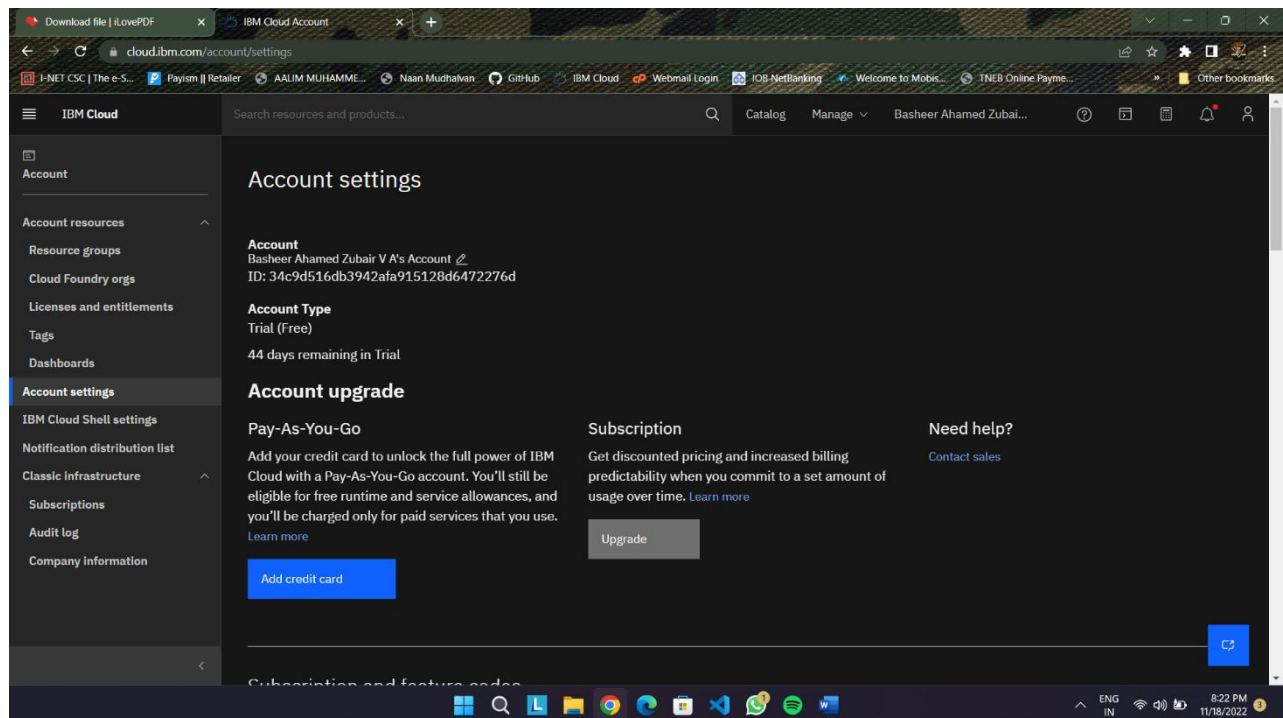 Download file | iLovePDF
IBM Cloud Account
cloud.ibm.com/account/settings
I-NET CSC | The e-S...
Payism || Retailer
AALIM MUHAMME...
Naan Mudhalvan
GitHub
IBM Cloud
Webmail Login
IOB-NetBanking
Welcome to Mobis...
TNEB Online Payme...
»
Other bookmarks
IBM Cloud
Search resources and products...
Catalog
Manage
Basheer Ahamed Zubai...
Account
Account resources
Resource groups
Cloud Foundry orgs
Licenses and entitlements
Tags
Dashboards
Account settings
IBM Cloud Shell settings
Notification distribution list
Classic infrastructure
Subscriptions
Audit log
Company information
Account settings
Account
Basheer Ahamed Zubair V A's Account
ID: 34c9d516db3942afa915128d6472276d
Account Type
Trial (Free)
44 days remaining in Trial
Account upgrade
Pay-As-You-Go
Add your credit card to unlock the full power of IBM
Cloud with a Pay-As-You-Go account. You'll still be
eligible for free runtime and service allowances, and
you'll be charged only for paid services that you use.
Learn more
Add credit card
Subscription
Get discounted pricing and increased billing
predictability when you commit to a set amount of
usage over time. Learn more
Upgrade
Need help?
Contact sales
Subscription and feature codes
ENG
IN
8:22 PM
11/18/2022
3